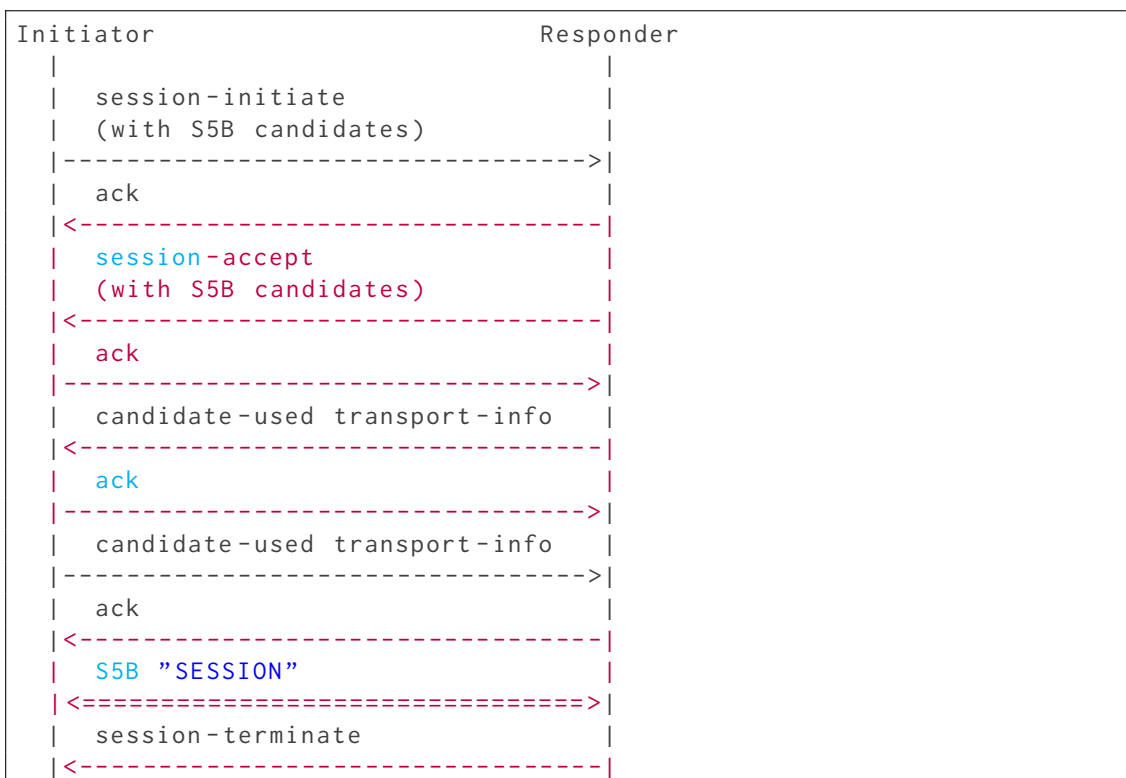 Initiator                         Responder
  |                                   |
  |  session-initiate                 |
  |  (with S5B candidates)            |
  |---------------------------------->|
  |  ack                              |
  |<----------------------------------|
  |  session-accept                   |
  |  (with S5B candidates)            |
  |<----------------------------------|
  |  ack                              |
  |---------------------------------->|
  |  candidate-used transport-info    |
  |<----------------------------------|
  |  ack                              |
  |---------------------------------->|
  |  candidate-used transport-info    |
  |---------------------------------->|
  |  ack                              |
  |<----------------------------------|
  |  S5B ”SESSION”                    |
  |<=================================>|
  |  session-terminate                |
  |<----------------------------------|